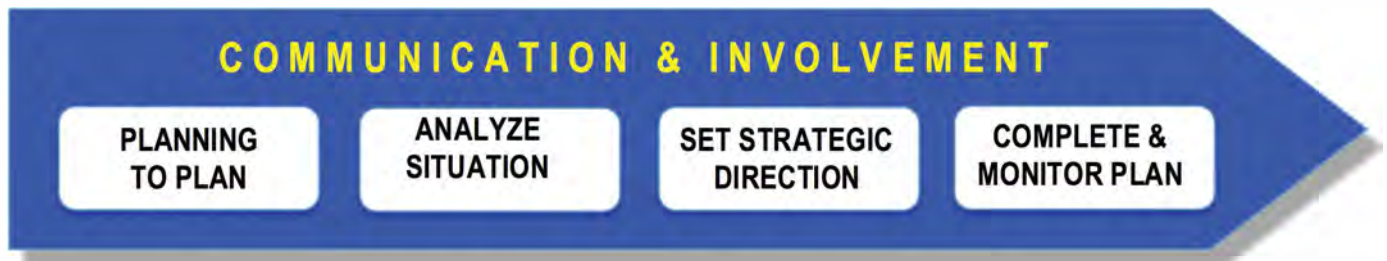 COMMUNICATION & INVOLVEMENT
PLANNING
TO PLAN
ANALYZE
SITUATION
SET STRATEGIC
DIRECTION
COMPLETE &
MONITOR PLAN